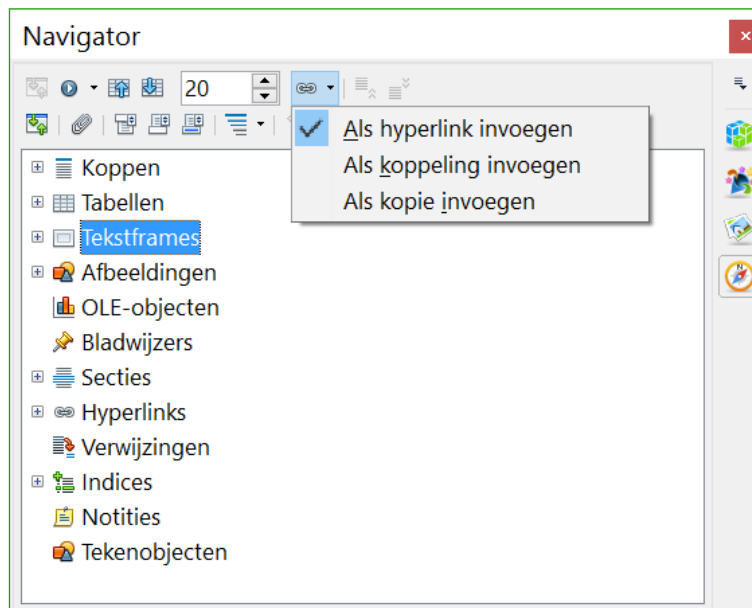 Navigator
20
Als hyperlink invoegen
Als koppeling invoegen
Als kopie invoegen
Koppen
Tabellen
Tekstframes
Afbeeldingen
OLE-objecten
Bladwijzers
Secties
Hyperlinks
Verwijzingen
Indices
Notities
Tekenobjecten